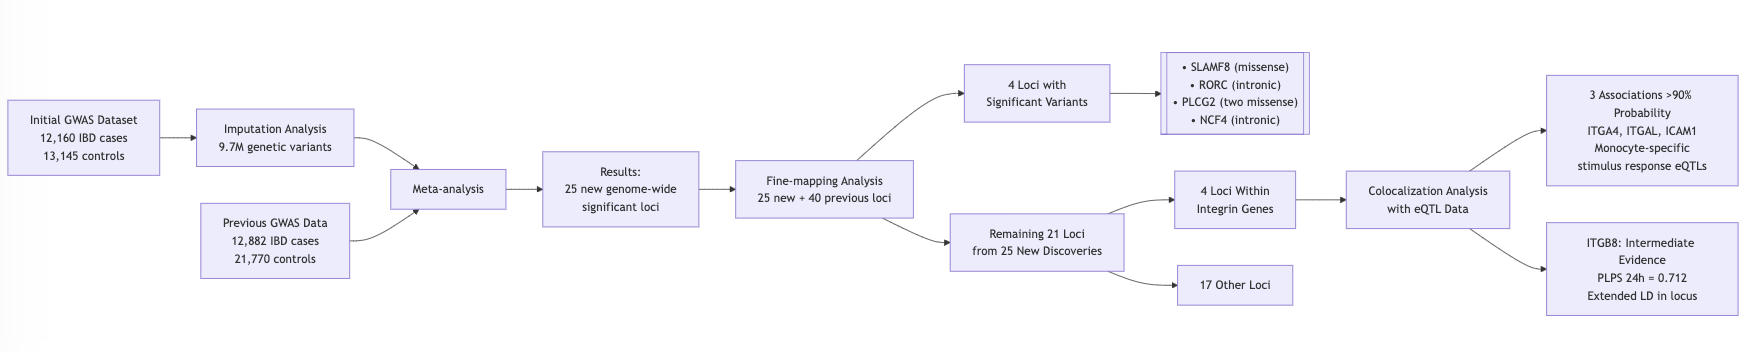 Initial GWAS Dataset
12,160 IBD cases
13,145 controls
Imputation Analysis
9.7M genetic variants
Previous GWAS Data
12,882 IBD cases
21,770 controls
Meta-analysis
Results:
25 new genome-wide
significant loci
Fine-mapping Analysis
25 new + 40 previous loci
4 Loci with
Significant Variants
• SLAMF8 (missense)
• RORC (intronic)
• PLCG2 (two missense)
• NCF4 (intronic)
Remaining 21 Loci
from 25 New Discoveries
4 Loci Within
Integrin Genes
17 Other Loci
Colocalization Analysis
with eQTL Data
3 Associations >90%
Probability
ITGA4, ITGAL, ICAM1
Monocyte-specific
stimulus response eQTLs
ITGB8: Intermediate
Evidence
PLPS 24h = 0.712
Extended LD in locus